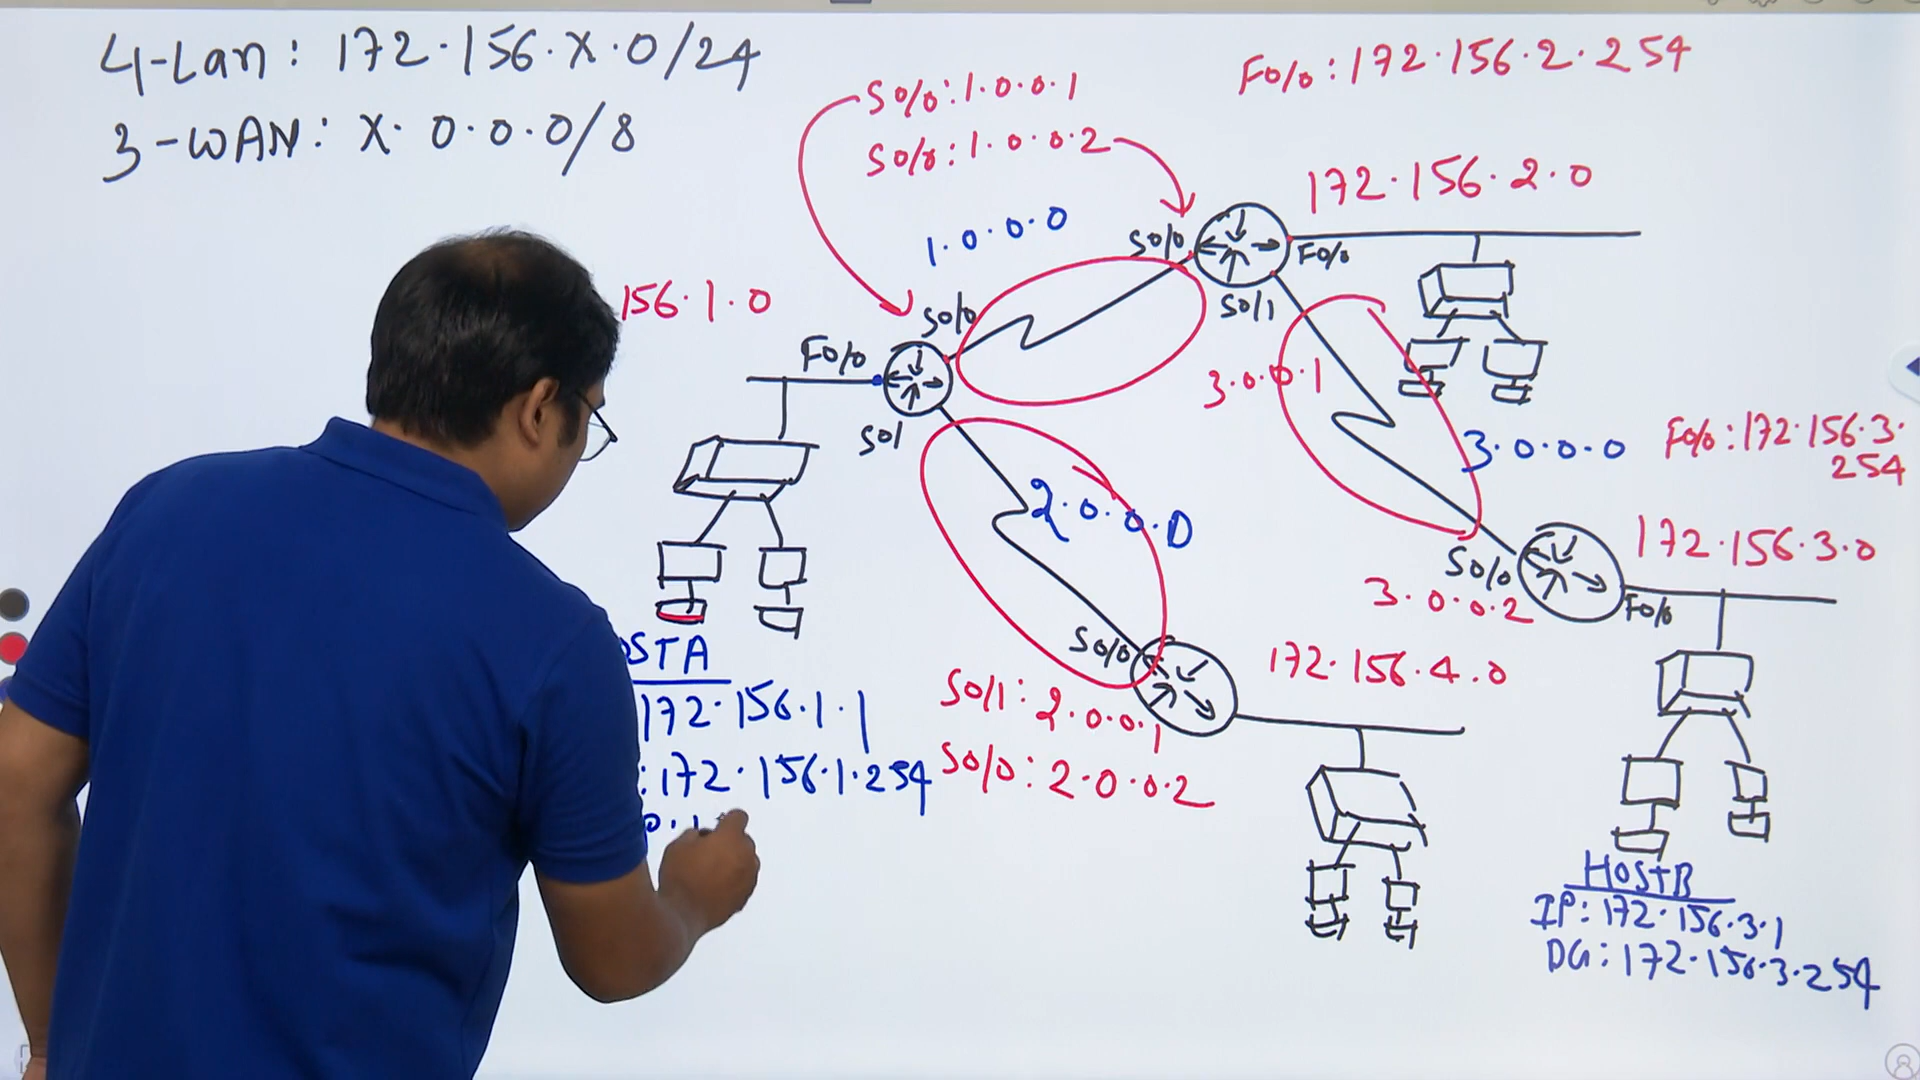 4-Lan: 172.156.X.0/24
3-WAN: X.0.0.0/8
S0/0:1.0.0.1
S0/0:1.0.0.2
F0/0:172.156.2.254
172.156.2.0
1.0.0.0
S0/0
F0/0
S0/1
156.1.0
S0/0
F0/0
S01
3.0.0.1
3.0.0.0
F0/0:172.156.3.
254
2.0.0.0
172.156.3.0
S0/0
3.0.0.2
F0/0
S0/0
172.156.4.0
STA
172.156.1.1
:172.156.1.254
S0/1:2.0.0.1
S0/0:2.0.0.2
HOSTB
IP:172.156.3.1
DG:172.156.3.254